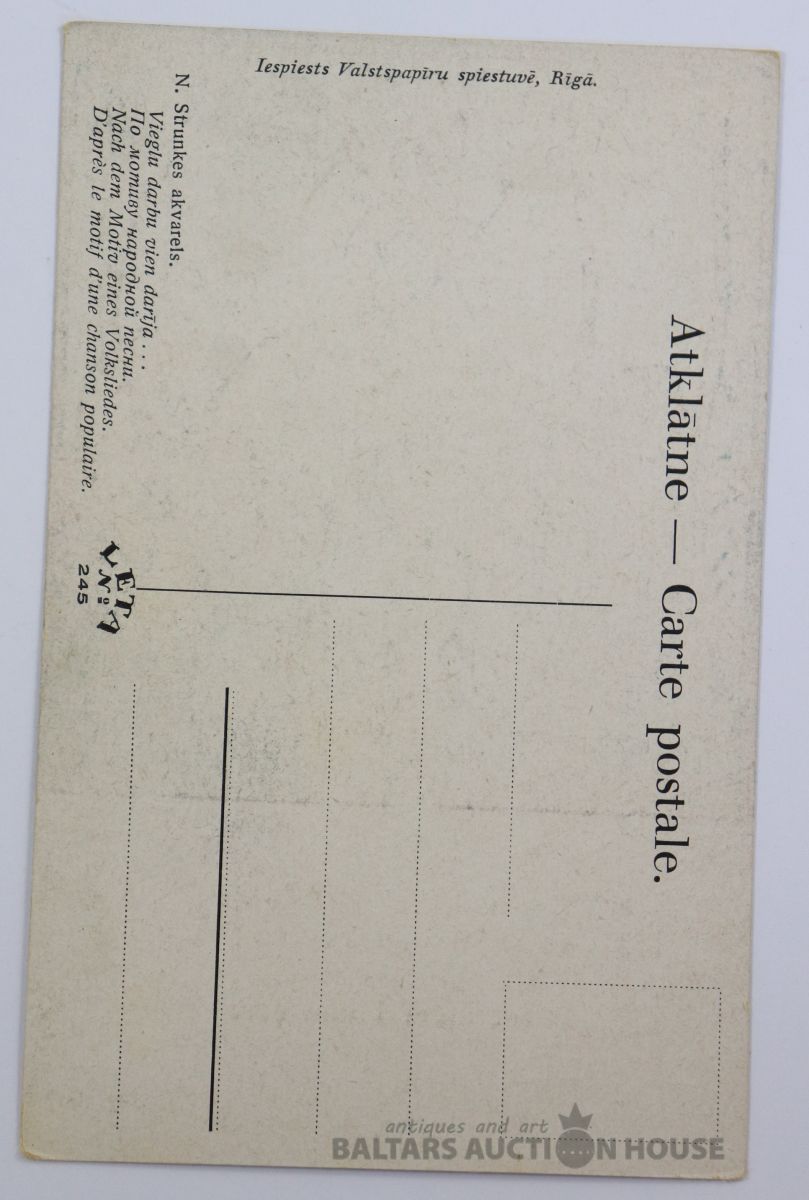 Atklātne — Carte postale.
Iespiests Valstspapīru spiestuvē, Rīgā.
N. Strunkes akvarels.
Vieglu darbu vien darīja . . .
По мотиву народной песни.
Nach dem Motiv eines Volksliedes.
D'après le motif d'une chanson populaire.
LETA
№
245
antiques and art
BALTARS AUCTION HOUSE